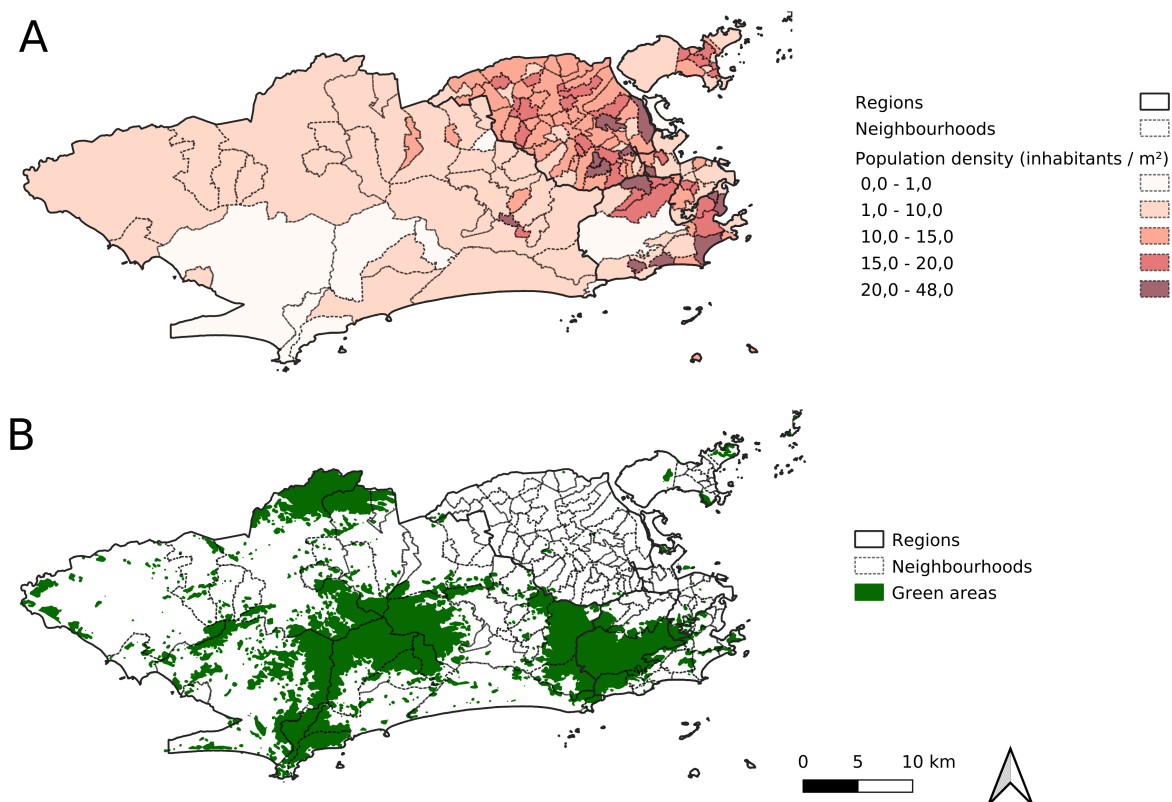 A
Regions
Neighbourhoods
Population density (inhabitants / m²)
0,0 - 1,0
1,0 - 10,0
10,0 - 15,0
15,0 - 20,0
20,0 - 48,0
B
Regions
Neighbourhoods
Green areas
0 5 10 km